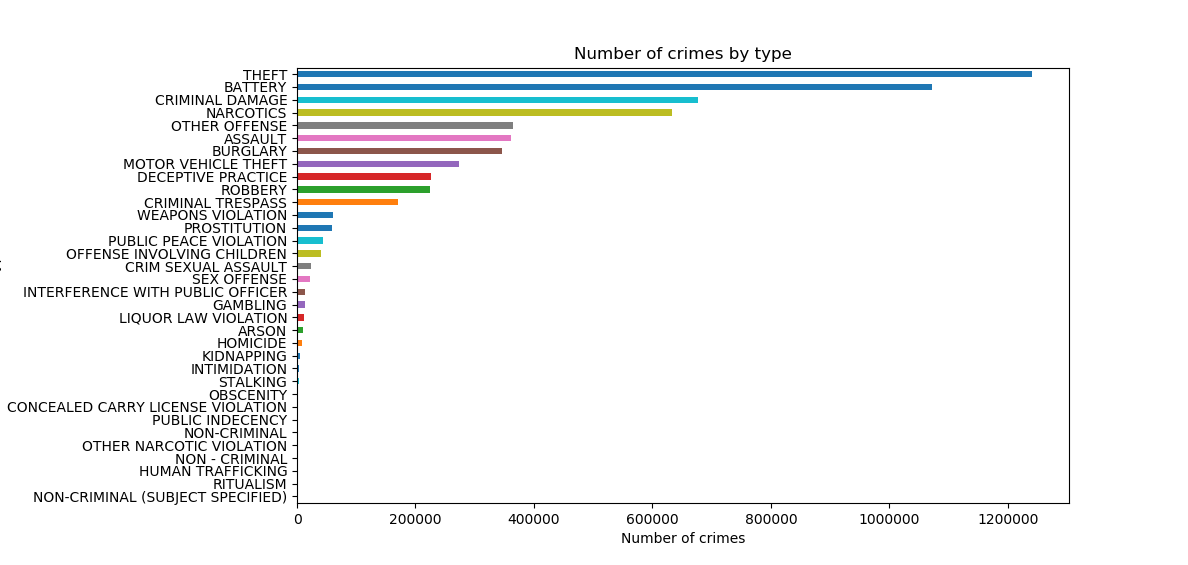 Number of crimes by type
THEFT
BATTERY
CRIMINAL DAMAGE
NARCOTICS
OTHER OFFENSE
ASSAULT
BURGLARY
MOTOR VEHICLE THEFT
DECEPTIVE PRACTICE
ROBBERY
CRIMINAL TRESPASS
WEAPONS VIOLATION
PROSTITUTION
PUBLIC PEACE VIOLATION
OFFENSE INVOLVING CHILDREN
CRIM SEXUAL ASSAULT
SEX OFFENSE
INTERFERENCE WITH PUBLIC OFFICER
GAMBLING
LIQUOR LAW VIOLATION
ARSON
HOMICIDE
KIDNAPPING
INTIMIDATION
STALKING
OBSCENITY
CONCEALED CARRY LICENSE VIOLATION
PUBLIC INDECENCY
NON-CRIMINAL
OTHER NARCOTIC VIOLATION
NON - CRIMINAL
HUMAN TRAFFICKING
RITUALISM
NON-CRIMINAL (SUBJECT SPECIFIED)
0 200000 400000 600000 800000 1000000 1200000
Number of crimes